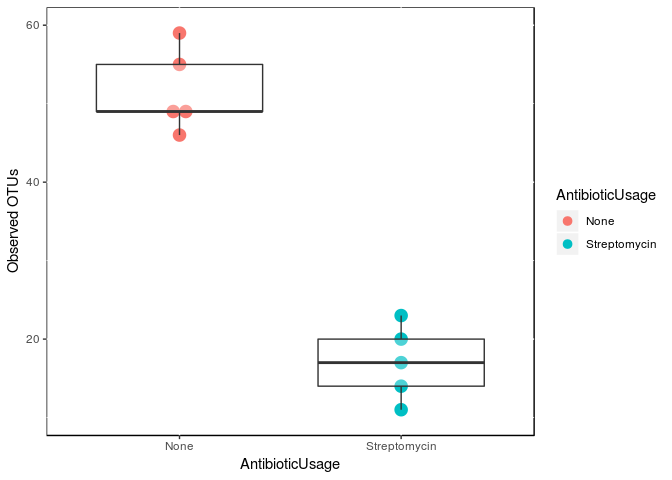 60
40
20
Observed OTUs
None
Streptomycin
AntibioticUsage
AntibioticUsage
None
Streptomycin